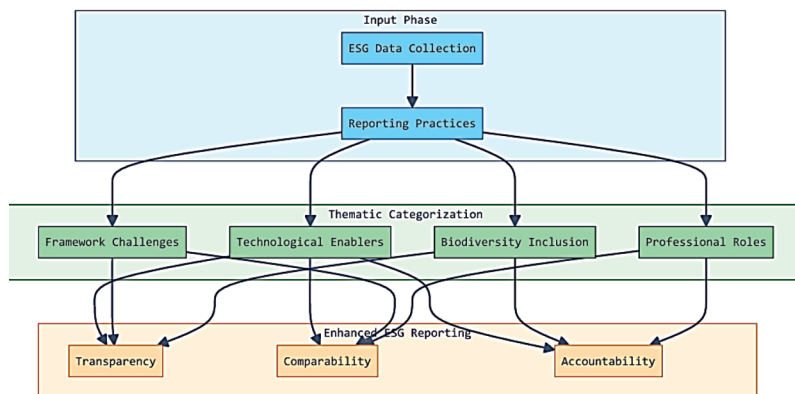 Input Phase
ESG Data Collection
Reporting Practices
Thematic Categorization
Framework Challenges
Technological Enablers
Biodiversity Inclusion
Professional Roles
Enhanced ESG Reporting
Transparency
Comparability
Accountability